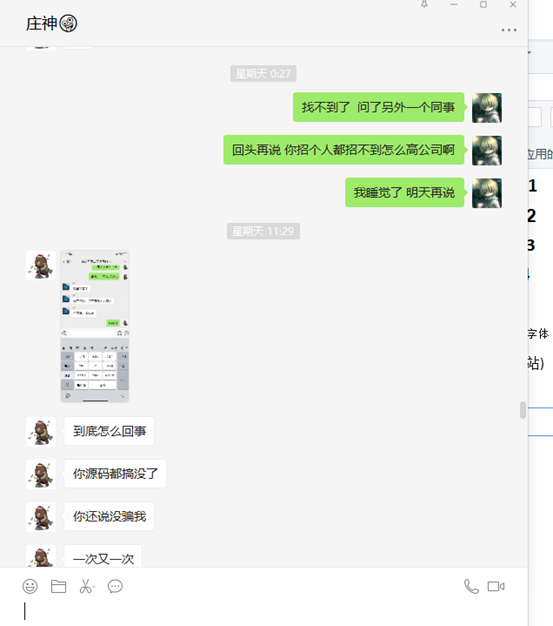 庄神
星期天 0:27
找不到了 问了另外一个同事
回头再说 你招个人都招不到怎么高公司啊
我睡觉了 明天再说
星期天 11:29
到底怎么回事
你源码都搞没了
你还说没骗我
一次又一次
应用的
1
2
3
4
字体
站)